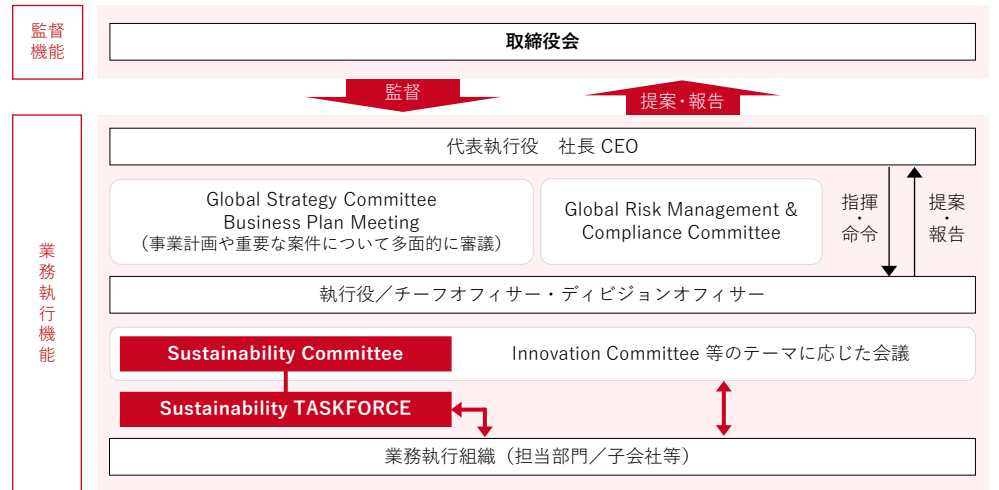 監督
機能
取締役会
監督
提案・報告
業務執行機能
代表執行役　社長 CEO
Global Strategy Committee
Business Plan Meeting
（事業計画や重要な案件について多面的に審議）
Global Risk Management &
Compliance Committee
指揮・命令
提案・報告
執行役／チーフオフィサー・ディビジョンオフィサー
Sustainability Committee
Innovation Committee 等のテーマに応じた会議
Sustainability TASKFORCE
業務執行組織（担当部門／子会社等）